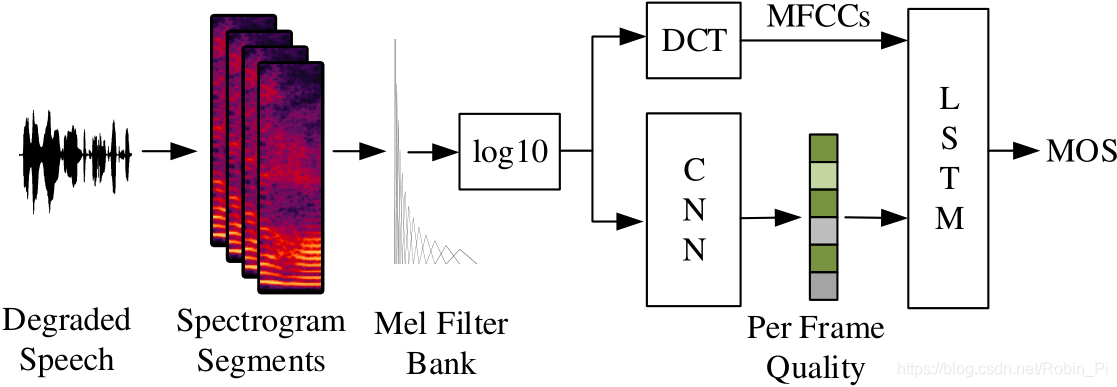 Degraded
Speech
Spectrogram
Segments
Mel Filter
Bank
log10
DCT
MFCCs
C
N
N
Per Frame
Quality
L
S
T
M
MOS
https://blog.csdn.net/Robin_Pi